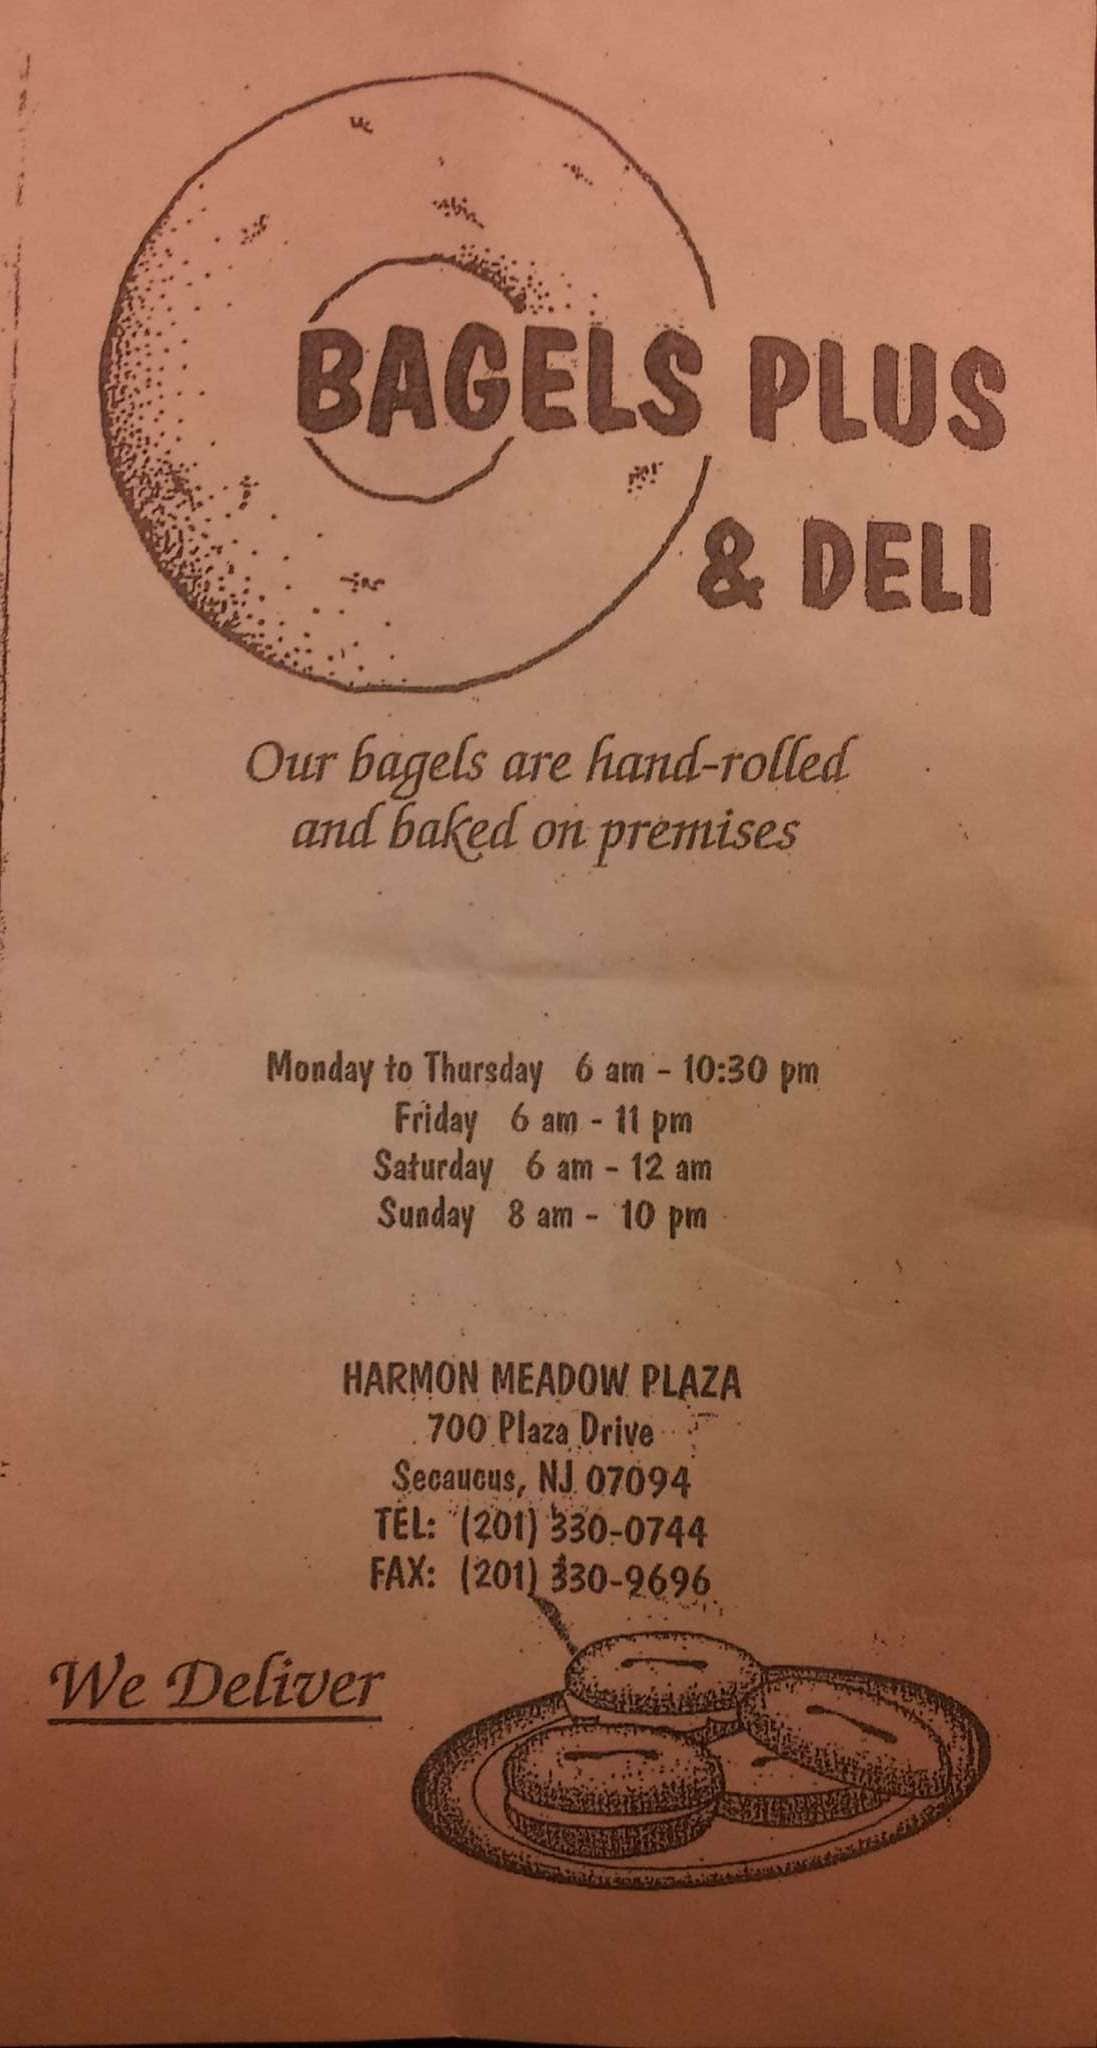 BAGELS PLUS
& DELI
Our bagels are hand-rolled
and baked on premises
Monday to Thursday 6 am - 10:30 pm
Friday 6 am - 11 pm
Saturday 6 am - 12 am
Sunday 8 am - 10 pm
HARMON MEADOW PLAZA
700 Plaza Drive
Secaucus, NJ 07094
TEL: (201) 330-0744
FAX: (201) 330-9696
We Deliver